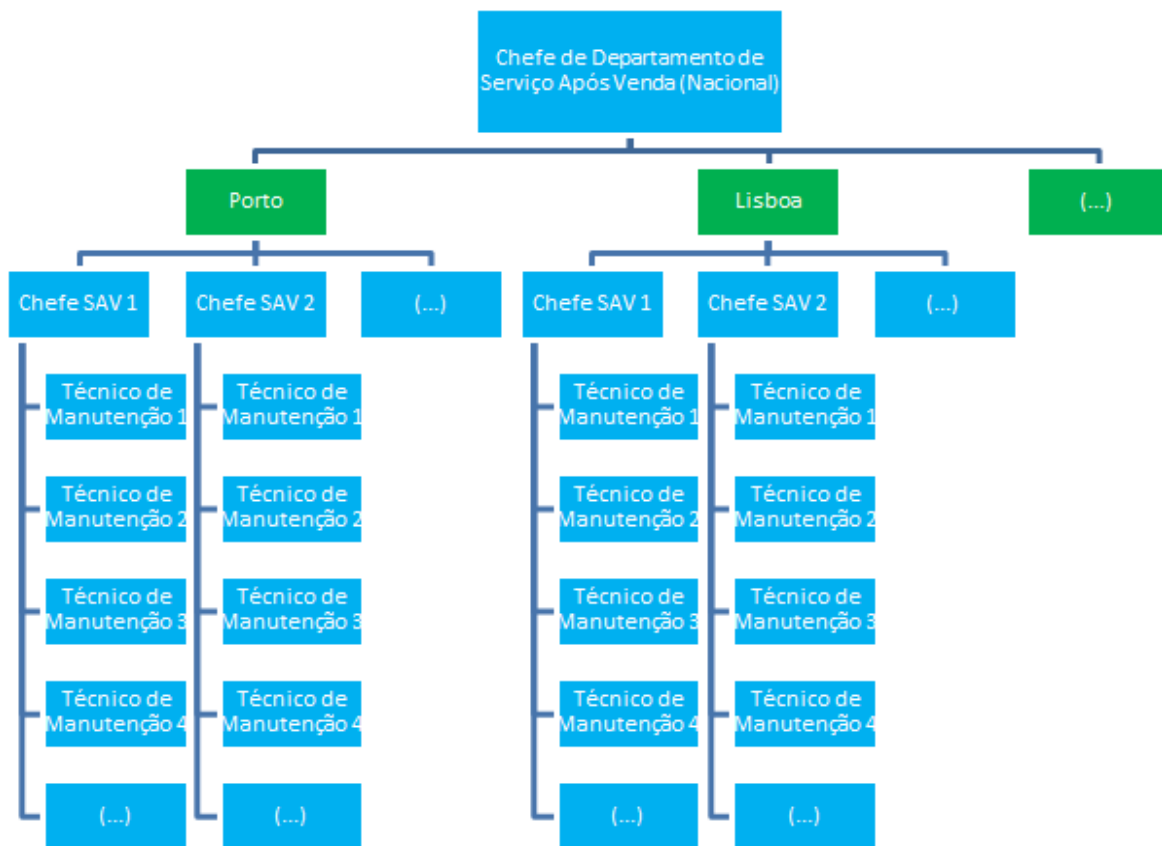 Chefe de Departamento de
Serviço Após Venda (Nacional)
Porto
Lisboa
(...)
Chefe SAV 1
Chefe SAV 2
(...)
Chefe SAV 1
Chefe SAV 2
(...)
Técnico de
Manutenção 1
Técnico de
Manutenção 1
Técnico de
Manutenção 1
Técnico de
Manutenção 1
Técnico de
Manutenção 2
Técnico de
Manutenção 2
Técnico de
Manutenção 2
Técnico de
Manutenção 2
Técnico de
Manutenção 3
Técnico de
Manutenção 3
Técnico de
Manutenção 3
Técnico de
Manutenção 3
Técnico de
Manutenção 4
Técnico de
Manutenção 4
Técnico de
Manutenção 4
Técnico de
Manutenção 4
(...)
(...)
(...)
(...)